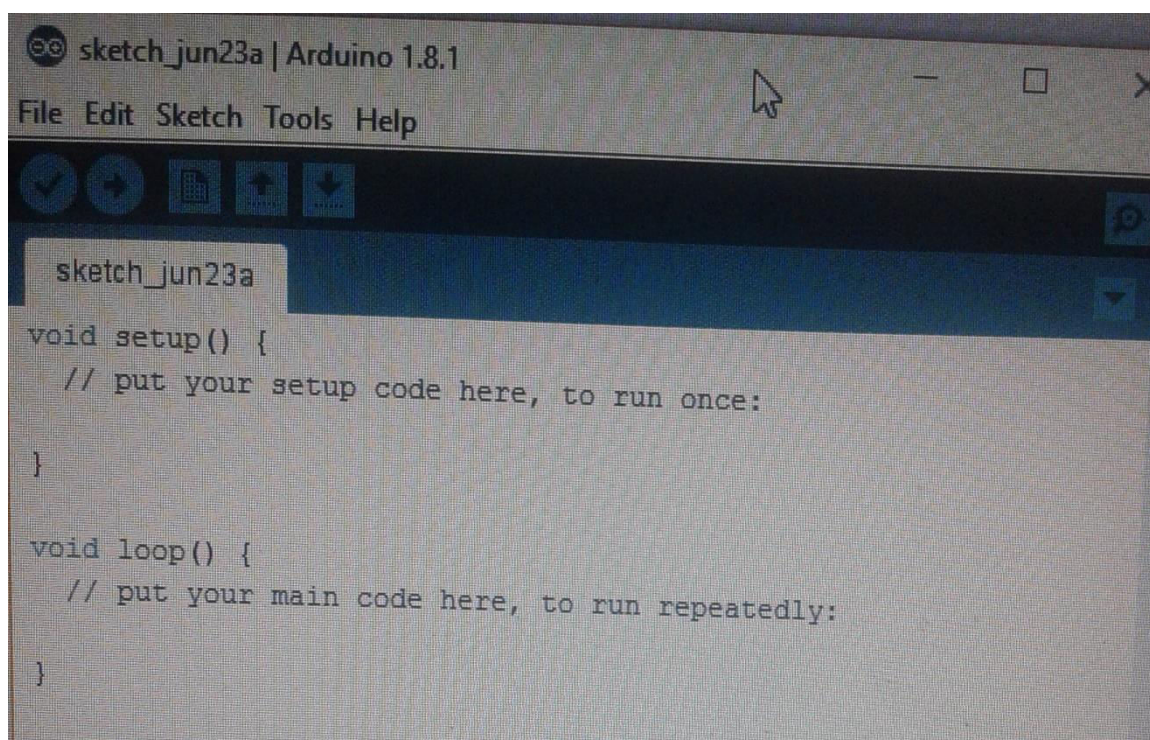 sketch_jun23a | Arduino 1.8.1
File Edit Sketch Tools Help
sketch_jun23a
void setup() {
  // put your setup code here, to run once:
}
void loop() {
  // put your main code here, to run repeatedly:
}